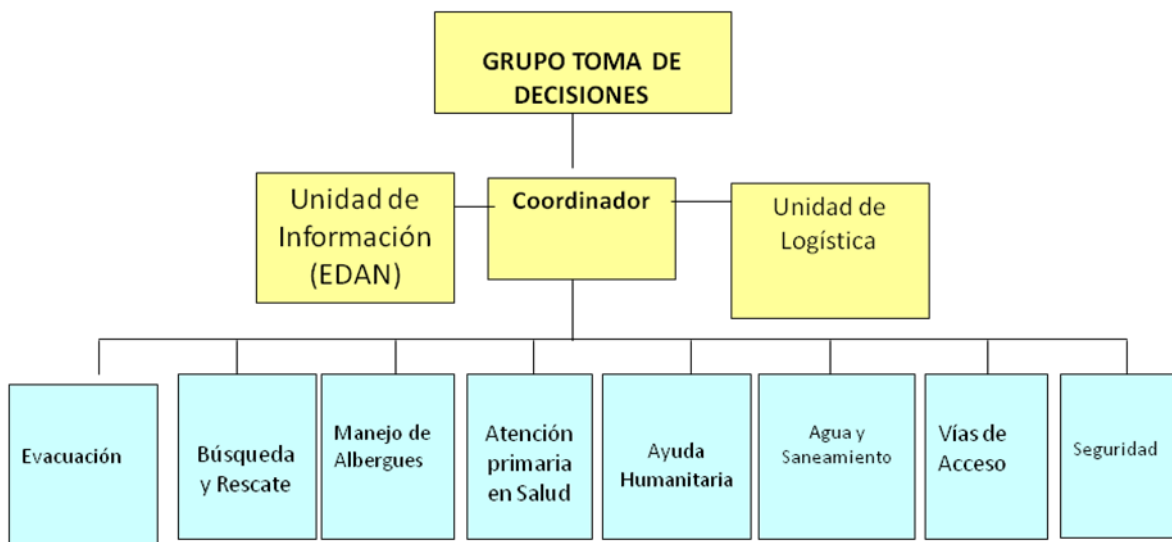 GRUPO TOMA DE
DECISIONES
Unidad de
Información
(EDAN)
Coordinador
Unidad de
Logística
Evacuación
Búsqueda
y Rescate
Manejo de
Albergues
Atención
primaria
en Salud
Ayuda
Humanitaria
Agua y
Saneamiento
Vías de
Acceso
Seguridad